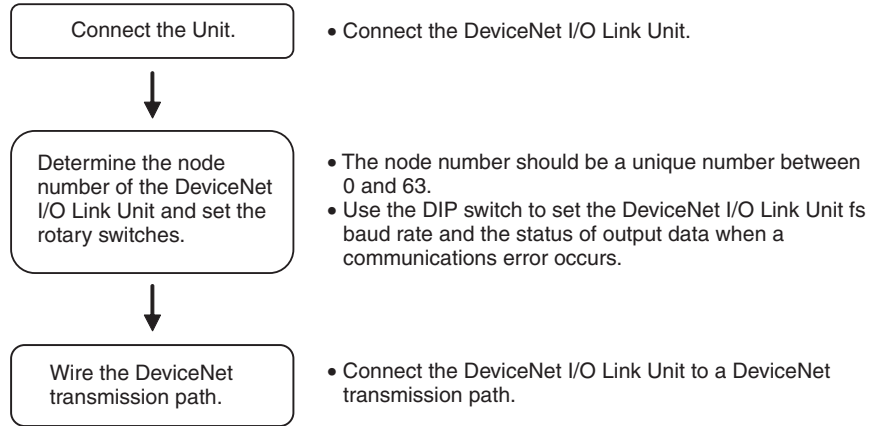 Connect the Unit.
• Connect the DeviceNet I/O Link Unit.
Determine the node
number of the DeviceNet
I/O Link Unit and set the
rotary switches.
• The node number should be a unique number between
0 and 63.
• Use the DIP switch to set the DeviceNet I/O Link Unit fs
baud rate and the status of output data when a
communications error occurs.
Wire the DeviceNet
transmission path.
• Connect the DeviceNet I/O Link Unit to a DeviceNet
transmission path.